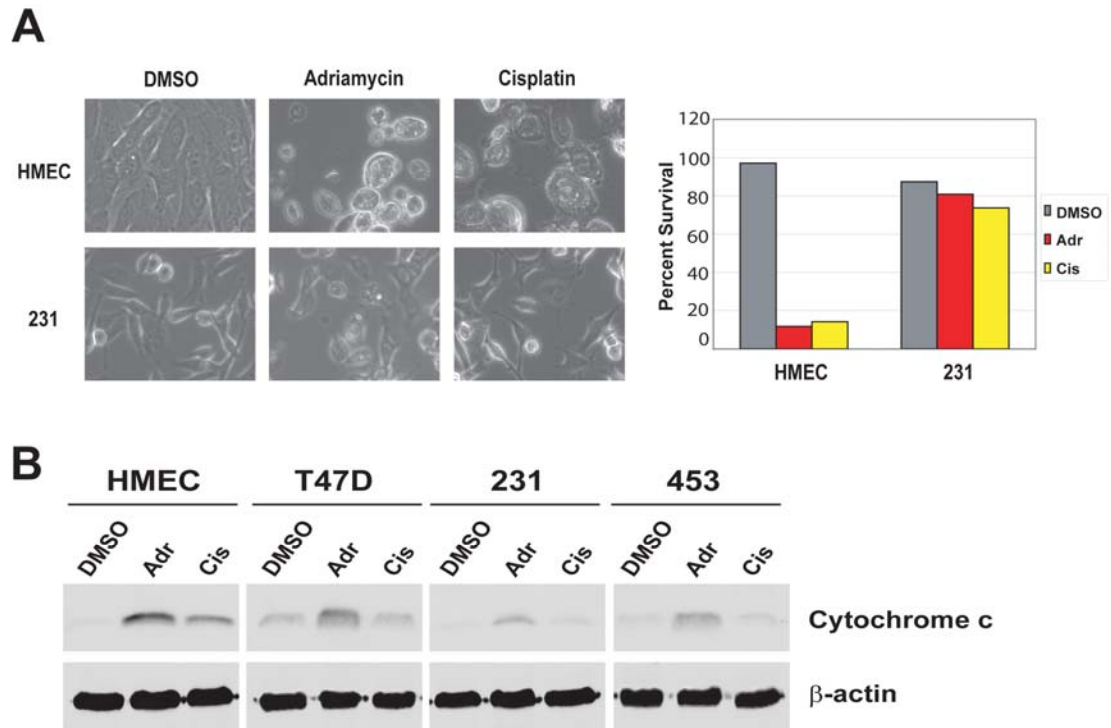 A
DMSO Adriamycin Cisplatin
HMEC
231
Percent Survival
120
100
80
60
40
20
0
HMEC 231
DMSO
Adr
Cis
B
HMEC T47D 231 453
DMSO Adr Cis DMSO Adr Cis DMSO Adr Cis DMSO Adr Cis
Cytochrome c
β-actin